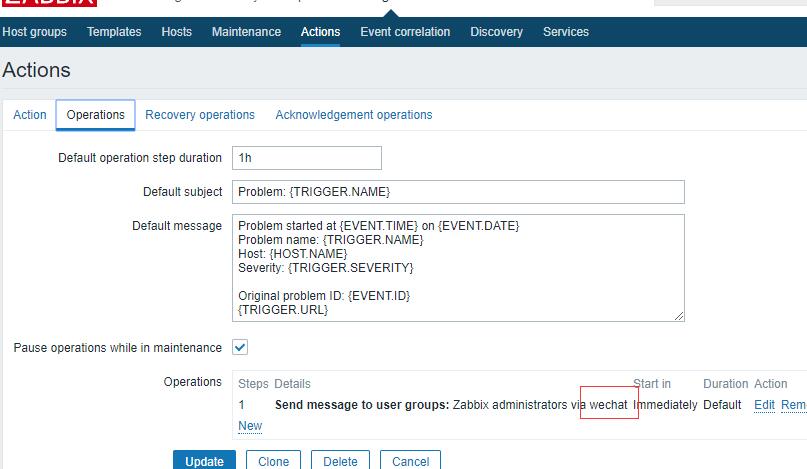 ZABBIX
Host groups Templates Hosts Maintenance Actions Event correlation Discovery Services
Actions
Action Operations Recovery operations Acknowledgement operations
Default operation step duration 1h
Default subject Problem: {TRIGGER.NAME}
Default message Problem started at {EVENT.TIME} on {EVENT.DATE}
Problem name: {TRIGGER.NAME}
Host: {HOST.NAME}
Severity: {TRIGGER.SEVERITY}
Original problem ID: {EVENT.ID}
{TRIGGER.URL}
Pause operations while in maintenance
Operations Steps Details Start in Duration Action
1 Send message to user groups: Zabbix administrators via wechat Immediately Default Edit Rem
New
Update Clone Delete Cancel